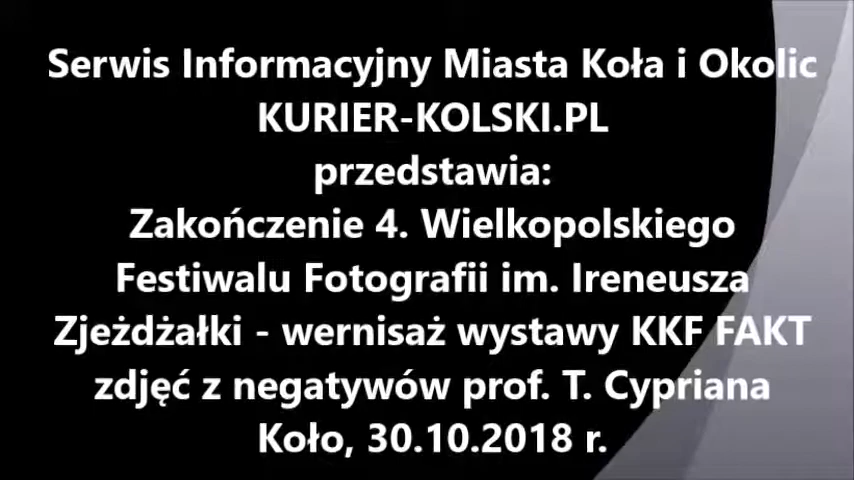 Serwis Informacyjny Miasta Koła i Okolic
KURIER-KOLSKI.PL
przedstawia:
Zakończenie 4. Wielkopolskiego
Festiwalu Fotografii im. Ireneusza
Zjeżdżałki - wernisaż wystawy KKF FAKT
zdjęć z negatywów prof. T. Cypriana
Koło, 30.10.2018 r.